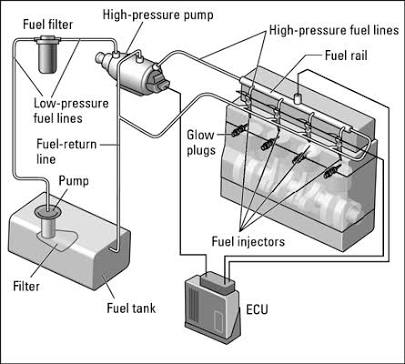 High-pressure pump
Fuel filter
High-pressure fuel lines
Fuel rail
Low-pressure
fuel lines
Fuel-return
line
Glow
plugs
Pump
Fuel injectors
Filter
Fuel tank
ECU